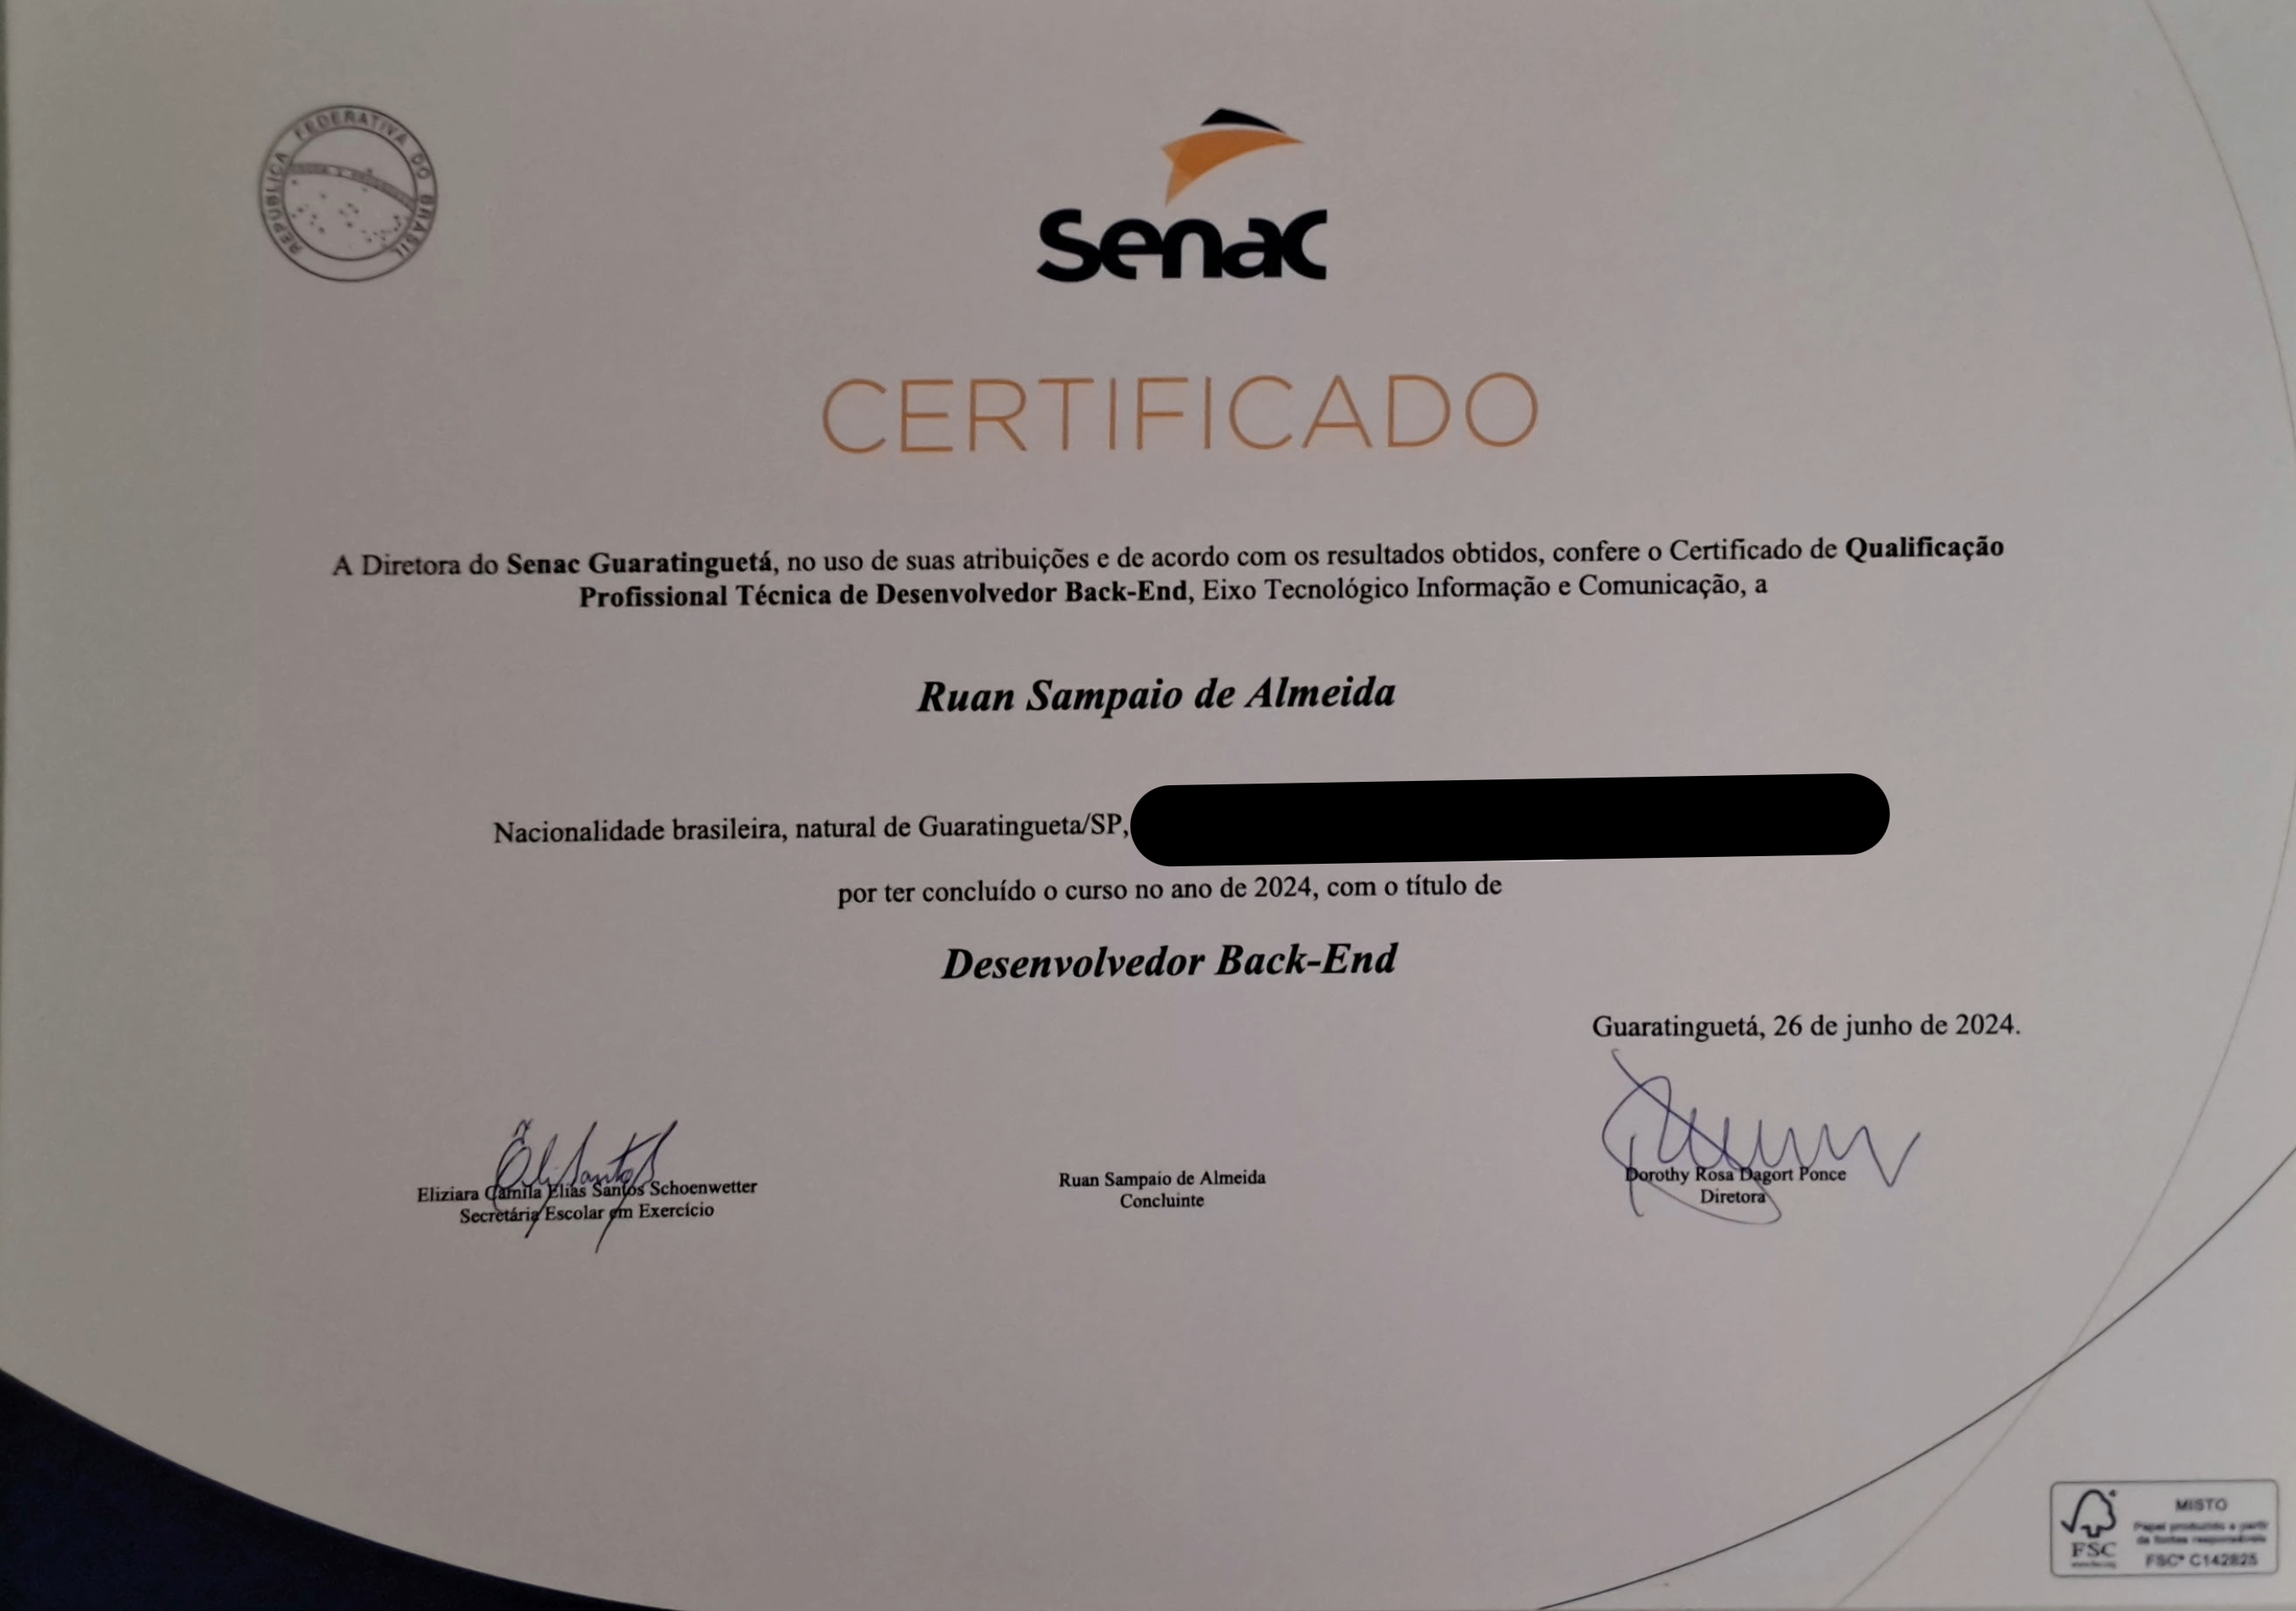 REPÚBLICA FEDERATIVA DO BRASIL
senac
CERTIFICADO
A Diretora do Senac Guaratinguetá, no uso de suas atribuições e de acordo com os resultados obtidos, confere o Certificado de Qualificação
Profissional Técnica de Desenvolvedor Back-End, Eixo Tecnológico Informação e Comunicação, a
Ruan Sampaio de Almeida
Nacionalidade brasileira, natural de Guaratingueta/SP,
por ter concluído o curso no ano de 2024, com o título de
Desenvolvedor Back-End
Guaratinguetá, 26 de junho de 2024.
Eliziara Camila Elias Santos Schoenwetter
Secretária Escolar em Exercício
Ruan Sampaio de Almeida
Concluinte
Dorothy Rosa Dagort Ponce
Diretora
MISTO
Papel produzido a partir
de fontes responsáveis
FSC
FSC® C142825